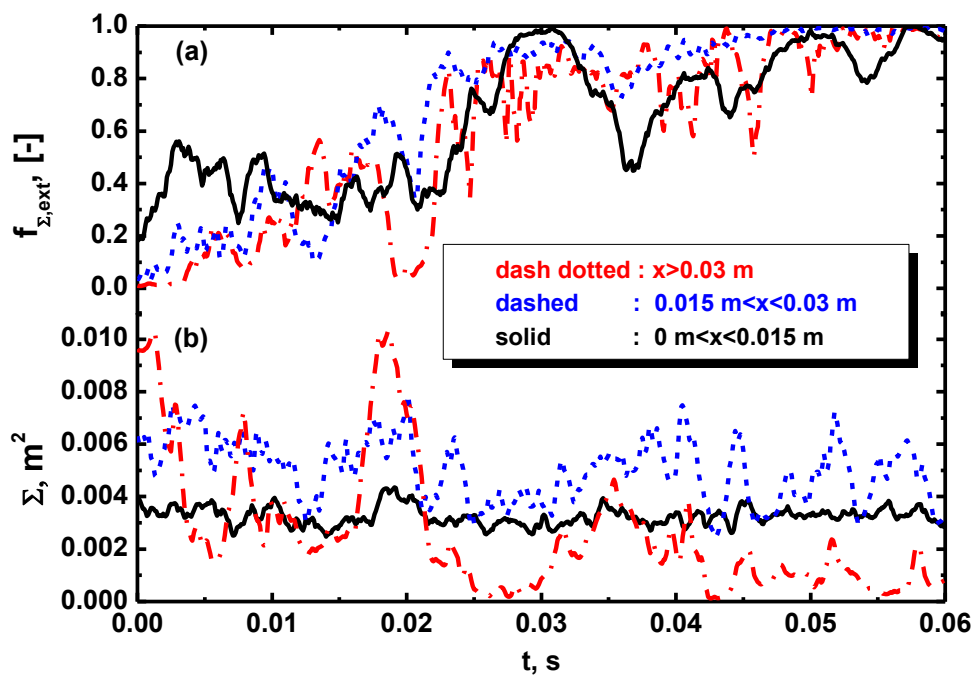 1.0
(a)
0.8
0.6
0.4
0.2
0.0
f_Σ,ext, [-]
dash dotted : x>0.03 m
dashed : 0.015 m<x<0.03 m
solid : 0 m<x<0.015 m
0.010
(b)
0.008
0.006
0.004
0.002
0.000
Σ, m²
0.00 0.01 0.02 0.03 0.04 0.05 0.06
t, s